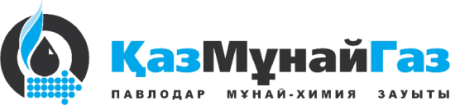 ҚазМұнайГаз
ПАВЛОДАР МҰНАЙ-ХИМИЯ ЗАУЫТЫ